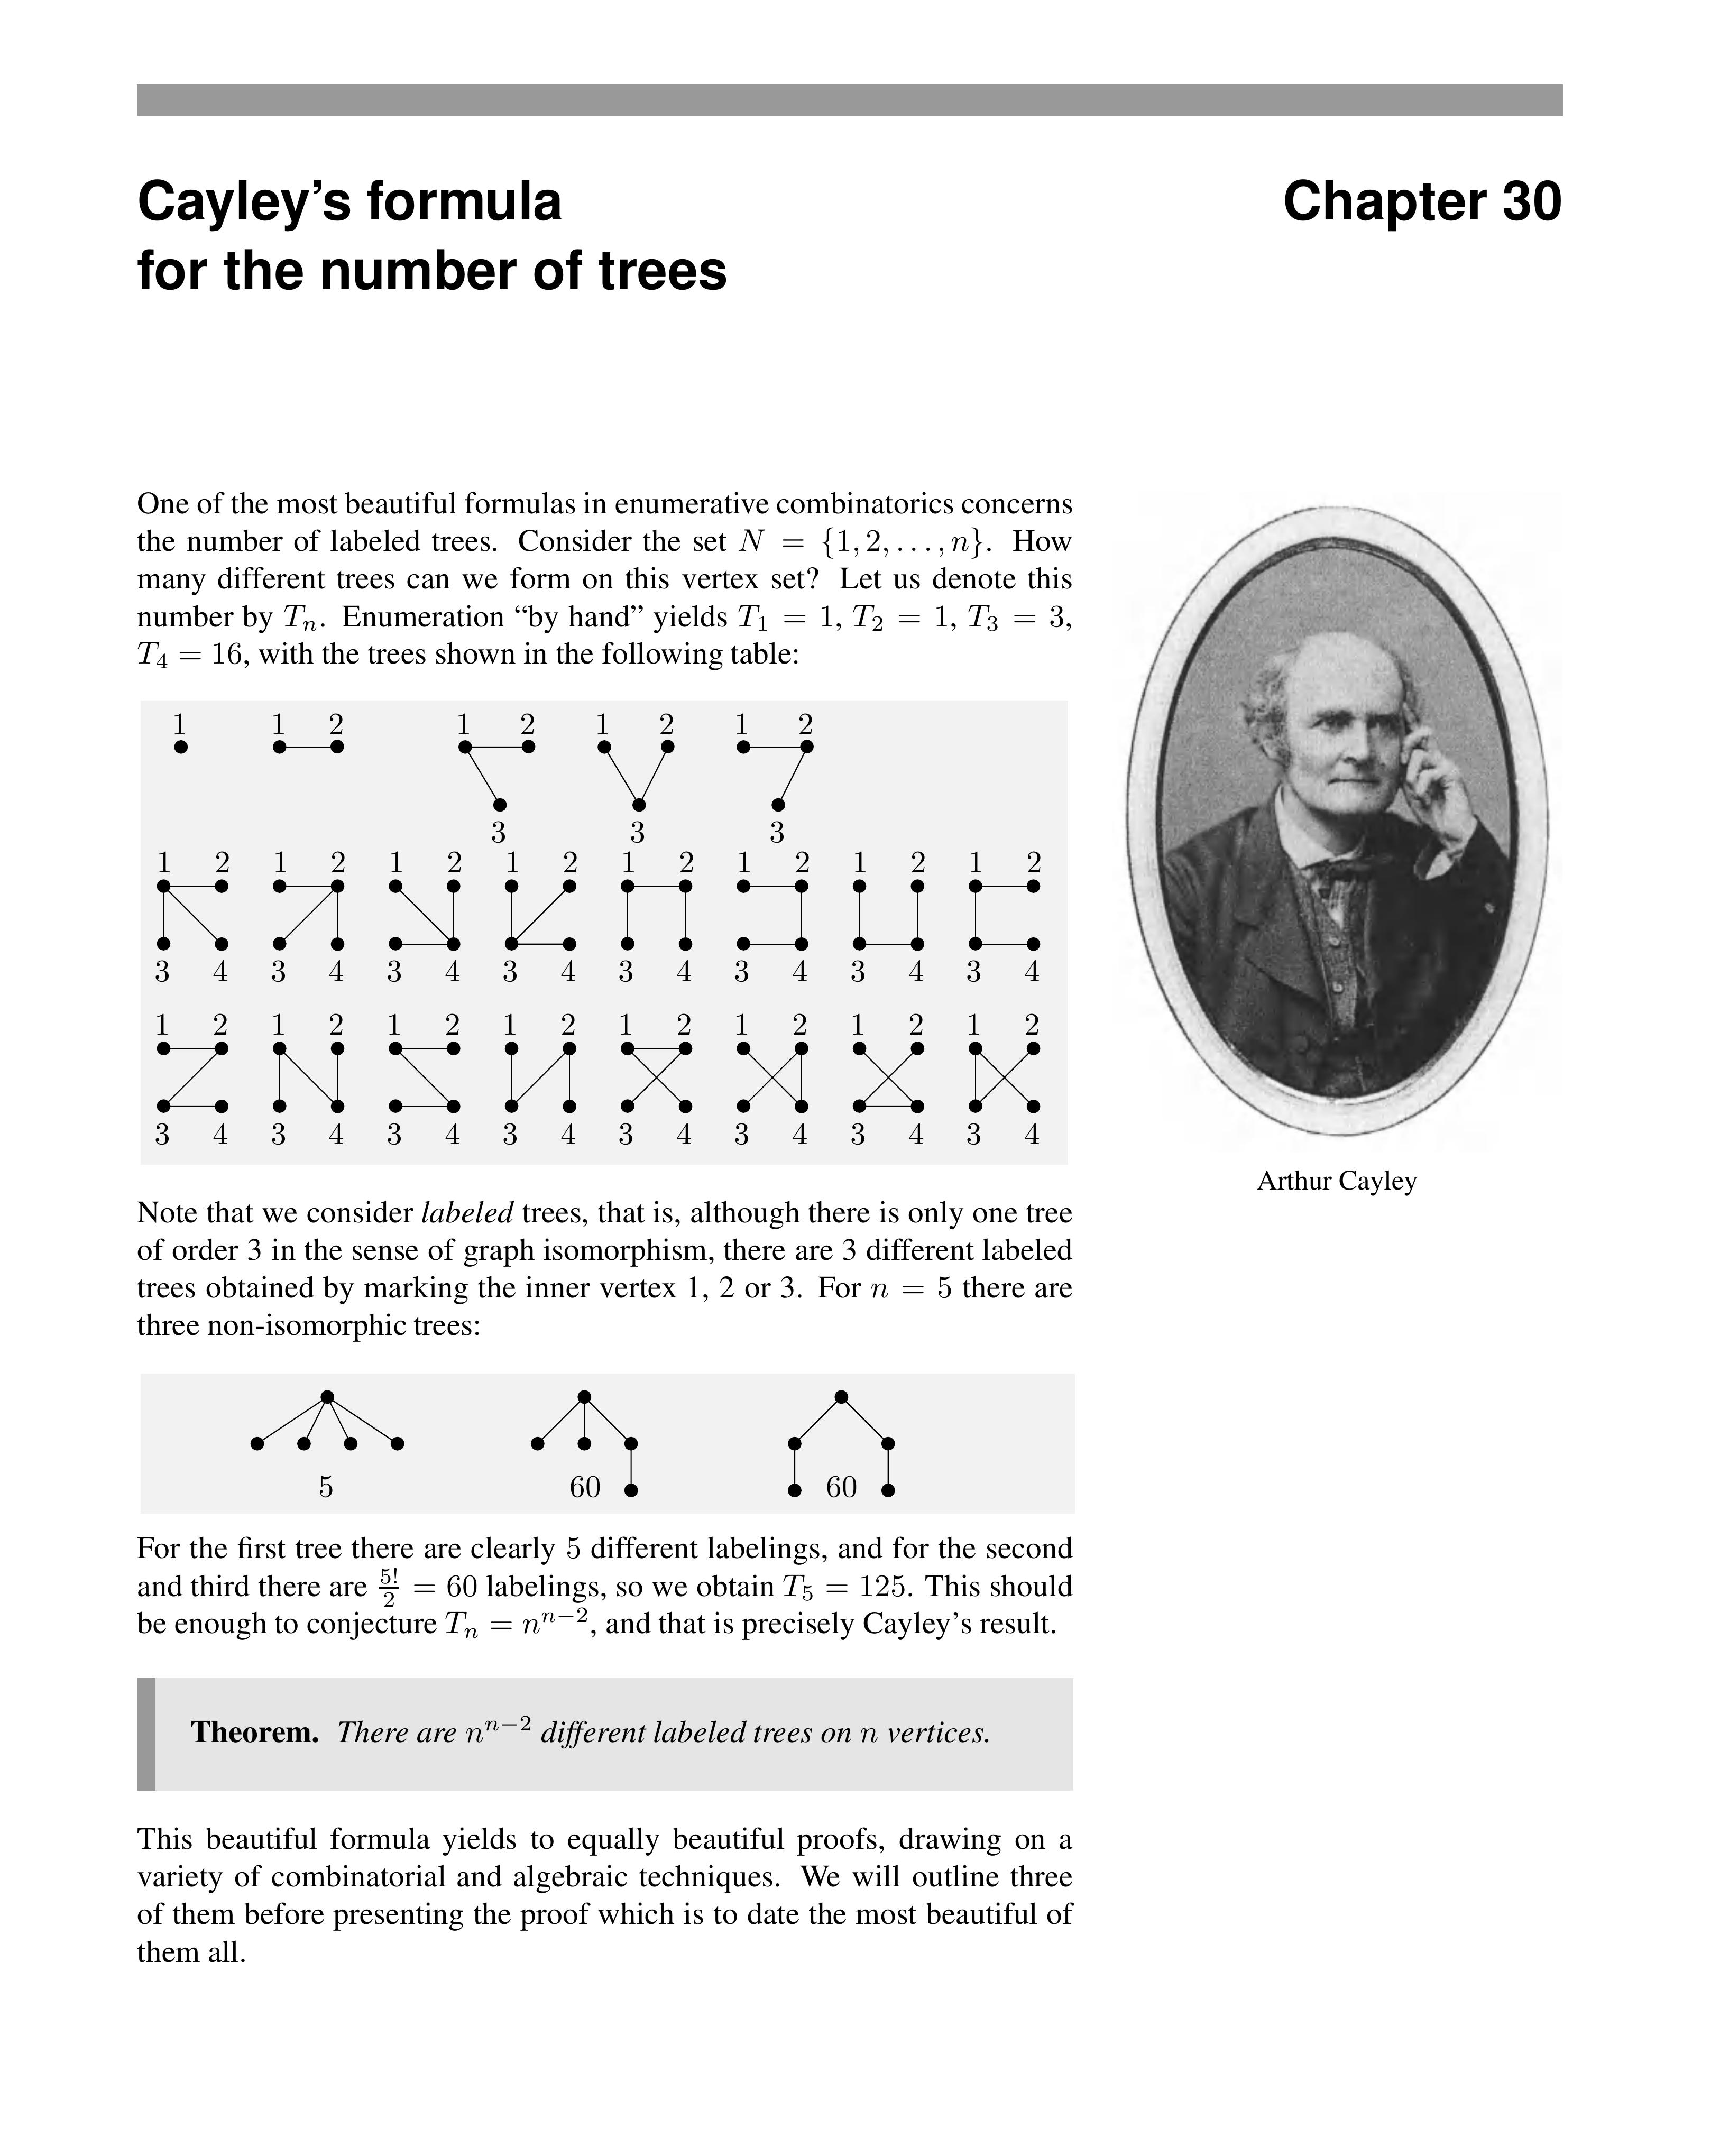 Cayley’s formula
for the number of trees
Chapter 30
One of the most beautiful formulas in enumerative combinatorics concerns
the number of labeled trees. Consider the set N = {1, 2, . . . , n}. How
many different trees can we form on this vertex set? Let us denote this
number by Tₙ. Enumeration “by hand” yields T₁ = 1, T₂ = 1, T₃ = 3,
T₄ = 16, with the trees shown in the following table:
1 1 2 1 2 1 2 1 2
3 3 3
1 2 1 2 1 2 1 2 1 2 1 2 1 2 1 2
3 4 3 4 3 4 3 4 3 4 3 4 3 4 3 4
1 2 1 2 1 2 1 2 1 2 1 2 1 2 1 2
3 4 3 4 3 4 3 4 3 4 3 4 3 4 3 4
Arthur Cayley
Note that we consider labeled trees, that is, although there is only one tree
of order 3 in the sense of graph isomorphism, there are 3 different labeled
trees obtained by marking the inner vertex 1, 2 or 3. For n = 5 there are
three non-isomorphic trees:
5 60 60
For the first tree there are clearly 5 different labelings, and for the second
and third there are 5!/2 = 60 labelings, so we obtain T₅ = 125. This should
be enough to conjecture Tₙ = nⁿ⁻², and that is precisely Cayley’s result.
Theorem. There are nⁿ⁻² different labeled trees on n vertices.
This beautiful formula yields to equally beautiful proofs, drawing on a
variety of combinatorial and algebraic techniques. We will outline three
of them before presenting the proof which is to date the most beautiful of
them all.